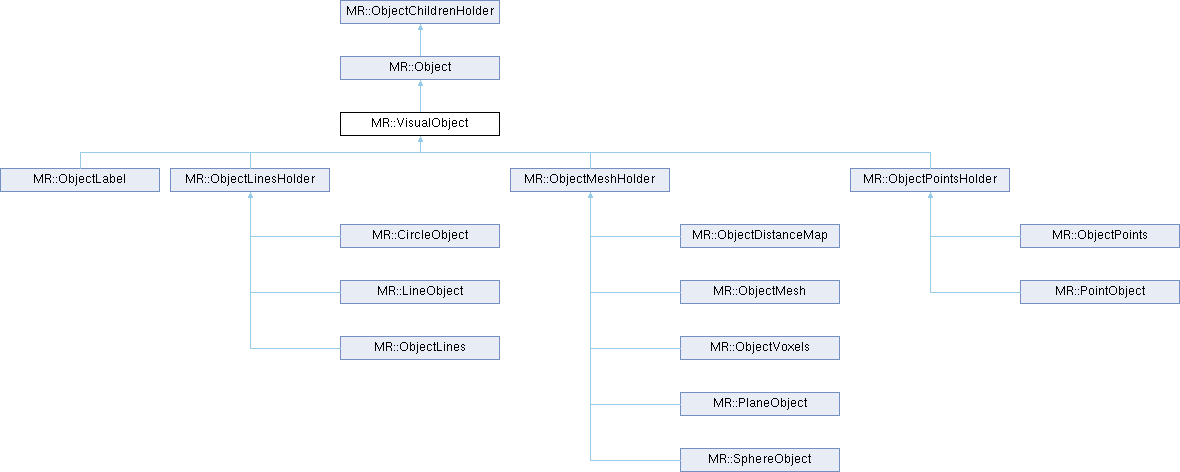 MR::ObjectChildrenHolder
MR::Object
MR::VisualObject
MR::ObjectLabel
MR::ObjectLinesHolder
MR::ObjectMeshHolder
MR::ObjectPointsHolder
MR::CircleObject
MR::ObjectDistanceMap
MR::ObjectPoints
MR::LineObject
MR::ObjectMesh
MR::PointObject
MR::ObjectLines
MR::ObjectVoxels
MR::PlaneObject
MR::SphereObject